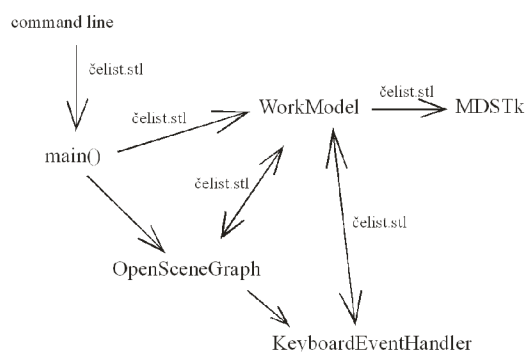 command line
čelist.stl
čelist.stl
WorkModel
čelist.stl
MDSTk
main()
čelist.stl
čelist.stl
OpenSceneGraph
KeyboardEventHandler